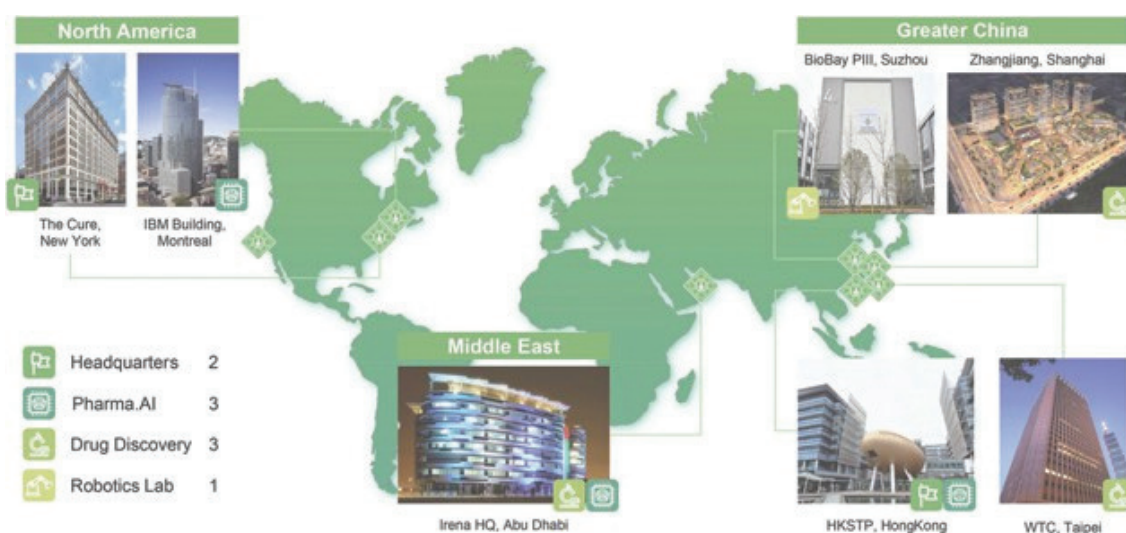 North America
The Cure,
New York
IBM Building,
Montreal
Greater China
BioBay PIII, Suzhou
Zhangjiang, Shanghai
Middle East
Irena HQ, Abu Dhabi
HKSTP, HongKong
WTC, Taipei
Headquarters 2
Pharma.AI 3
Drug Discovery 3
Robotics Lab 1